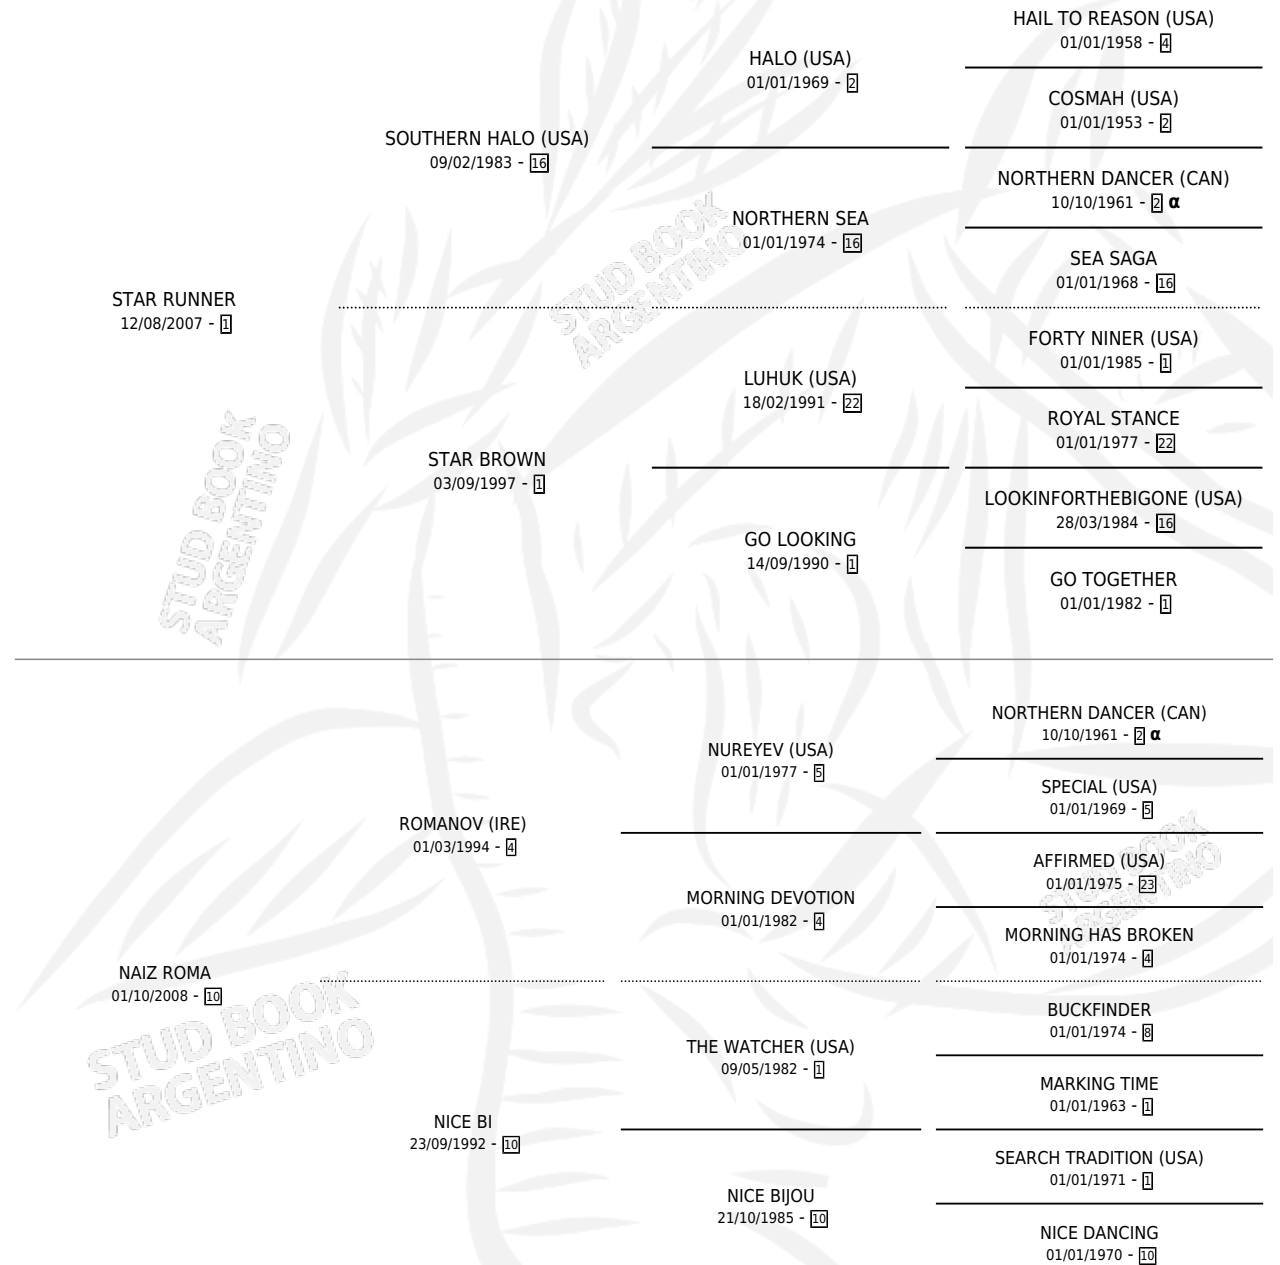 HAIL TO REASON (USA)
01/01/1958 - 4
HALO (USA)
01/01/1969 - 2
COSMAH (USA)
01/01/1953 - 2
SOUTHERN HALO (USA)
09/02/1983 - 16
NORTHERN DANCER (CAN)
10/10/1961 - 2 α
NORTHERN SEA
01/01/1974 - 16
SEA SAGA
01/01/1968 - 16
STAR RUNNER
12/08/2007 - 1
FORTY NINER (USA)
01/01/1985 - 1
LUHUK (USA)
18/02/1991 - 22
ROYAL STANCE
01/01/1977 - 22
STAR BROWN
03/09/1997 - 1
LOOKINFORTHEBIGONE (USA)
28/03/1984 - 16
GO LOOKING
14/09/1990 - 1
GO TOGETHER
01/01/1982 - 1
NORTHERN DANCER (CAN)
10/10/1961 - 2 α
NUREYEV (USA)
01/01/1977 - 5
SPECIAL (USA)
01/01/1969 - 5
ROMANOV (IRE)
01/03/1994 - 4
AFFIRMED (USA)
01/01/1975 - 23
MORNING DEVOTION
01/01/1982 - 4
MORNING HAS BROKEN
01/01/1974 - 4
NAIZ ROMA
01/10/2008 - 10
BUCKFINDER
01/01/1974 - 8
THE WATCHER (USA)
09/05/1982 - 1
MARKING TIME
01/01/1963 - 1
NICE BI
23/09/1992 - 10
SEARCH TRADITION (USA)
01/01/1971 - 1
NICE BIJOU
21/10/1985 - 10
NICE DANCING
01/01/1970 - 10
STUD BOOK
ARGENTINO
STUD BOOK
ARGENTINO
STUD BOOK
ARGENTINO
STUD BOOK
ARGENTINO